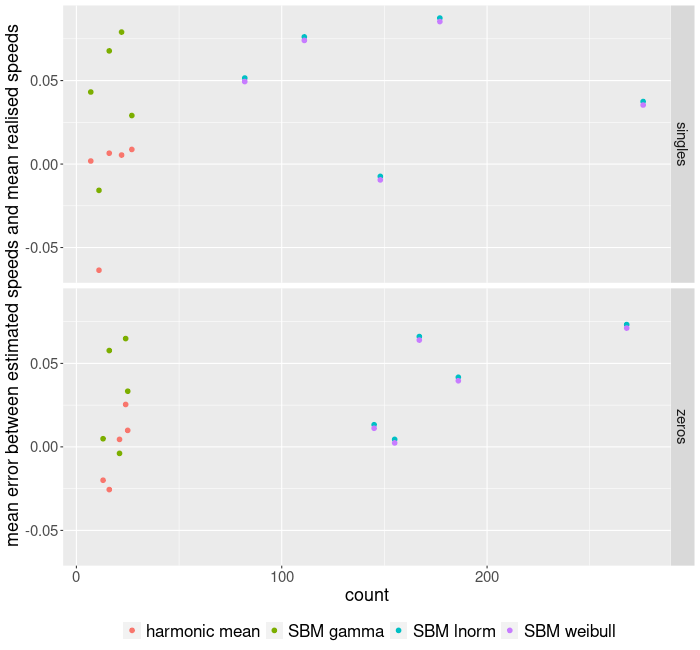 mean error between estimated speeds and mean realised speeds
0.05
0.00
-0.05
singles
0.05
0.00
-0.05
zeros
0
100
200
count
harmonic mean
SBM gamma
SBM lnorm
SBM weibull